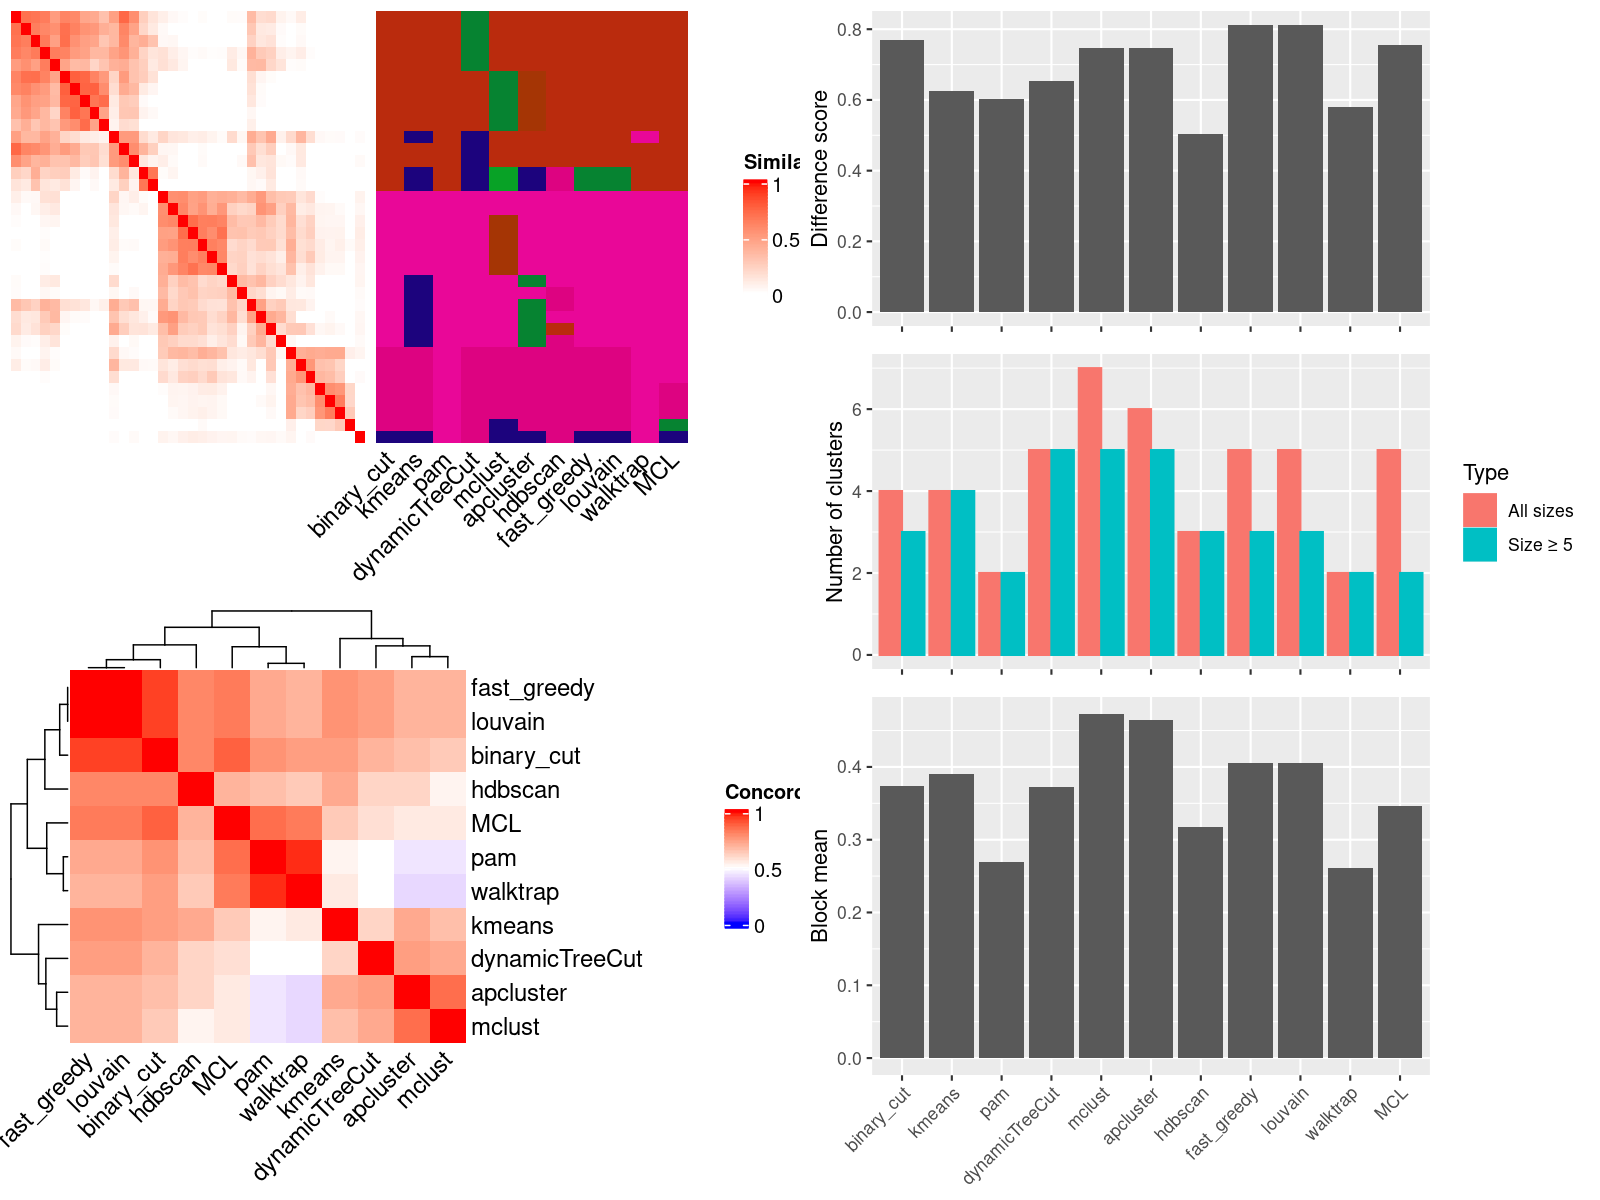 Simila
1
0.5
0
binary_cut
kmeans
pam
dynamicTreeCut
mclust
apcluster
hdbscan
fast_greedy
louvain
walktrap
MCL
fast_greedy
louvain
binary_cut
hdbscan
MCL
pam
walktrap
kmeans
dynamicTreeCut
apcluster
mclust
fast_greedy
louvain
binary_cut
hdbscan
MCL
pam
walktrap
kmeans
dynamicTreeCut
apcluster
mclust
Concorc
1
0.5
0
Difference score
0.8
0.6
0.4
0.2
0.0
Number of clusters
6
4
2
0
Type
All sizes
Size ≥ 5
Block mean
0.4
0.3
0.2
0.1
0.0
binary_cut
kmeans
pam
dynamicTreeCut
mclust
apcluster
hdbscan
fast_greedy
louvain
walktrap
MCL